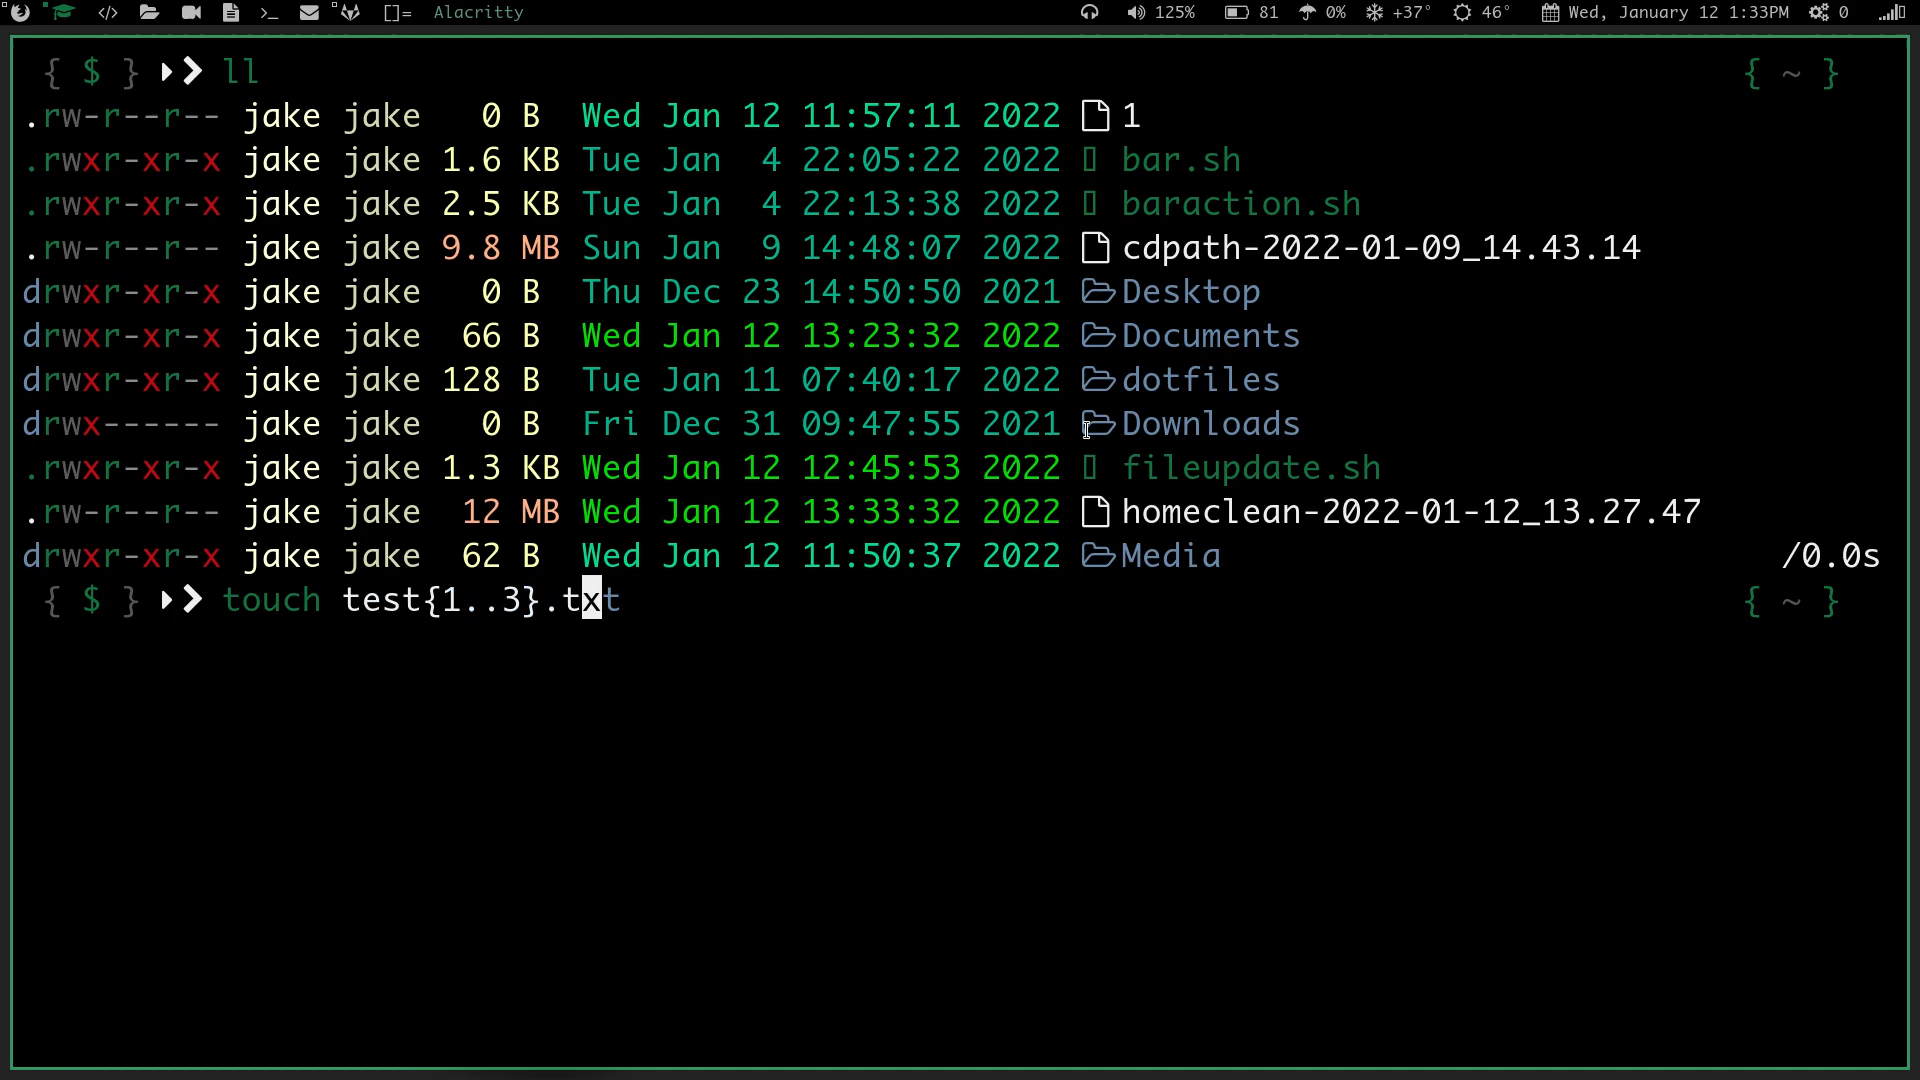 []= Alacritty 125% 81 0% +37° 46° Wed, January 12 1:33PM 0
{ $ } ll { ~ }
.rw-r--r-- jake jake 0 B Wed Jan 12 11:57:11 2022 1
.rwxr-xr-x jake jake 1.6 KB Tue Jan 4 22:05:22 2022 bar.sh
.rwxr-xr-x jake jake 2.5 KB Tue Jan 4 22:13:38 2022 baraction.sh
.rw-r--r-- jake jake 9.8 MB Sun Jan 9 14:48:07 2022 cdpath-2022-01-09_14.43.14
drwxr-xr-x jake jake 0 B Thu Dec 23 14:50:50 2021 Desktop
drwxr-xr-x jake jake 66 B Wed Jan 12 13:23:32 2022 Documents
drwxr-xr-x jake jake 128 B Tue Jan 11 07:40:17 2022 dotfiles
drwx------ jake jake 0 B Fri Dec 31 09:47:55 2021 Downloads
.rwxr-xr-x jake jake 1.3 KB Wed Jan 12 12:45:53 2022 fileupdate.sh
.rw-r--r-- jake jake 12 MB Wed Jan 12 13:33:32 2022 homeclean-2022-01-12_13.27.47
drwxr-xr-x jake jake 62 B Wed Jan 12 11:50:37 2022 Media /0.0s
{ $ } touch test{1..3}.txt { ~ }